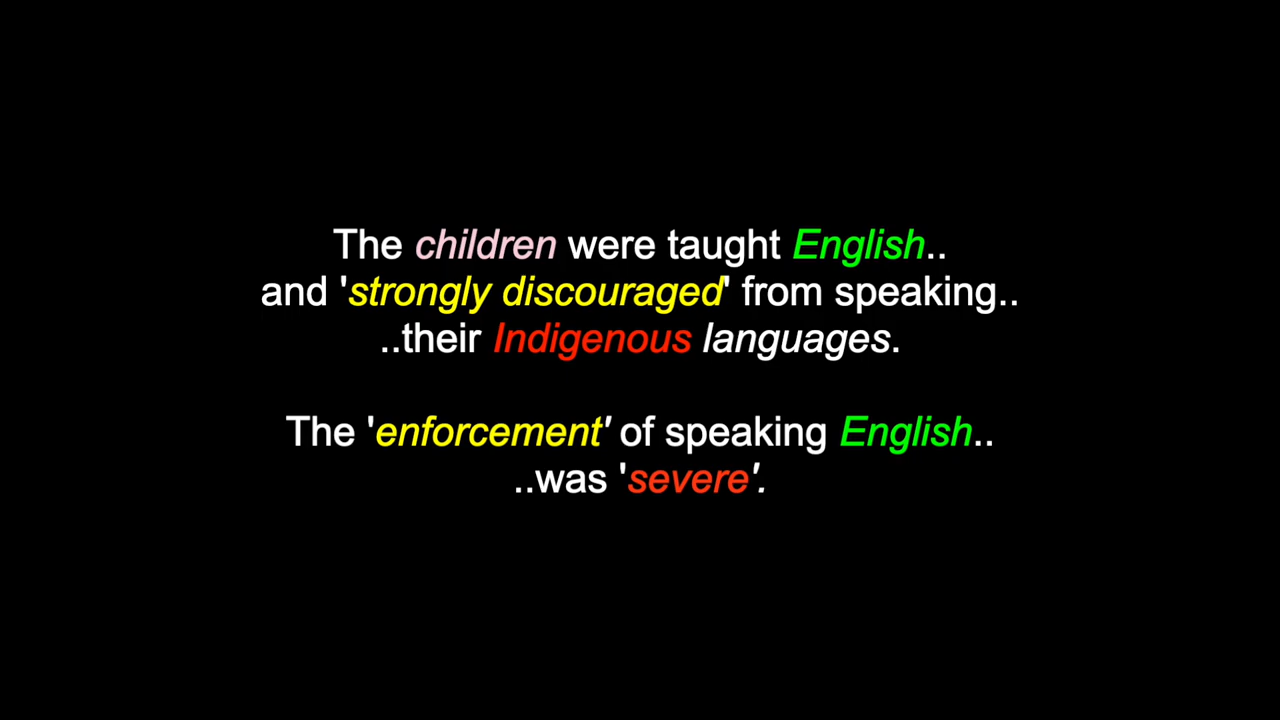 The children were taught English..
and 'strongly discouraged' from speaking..
..their Indigenous languages.
The 'enforcement' of speaking English..
..was 'severe'.